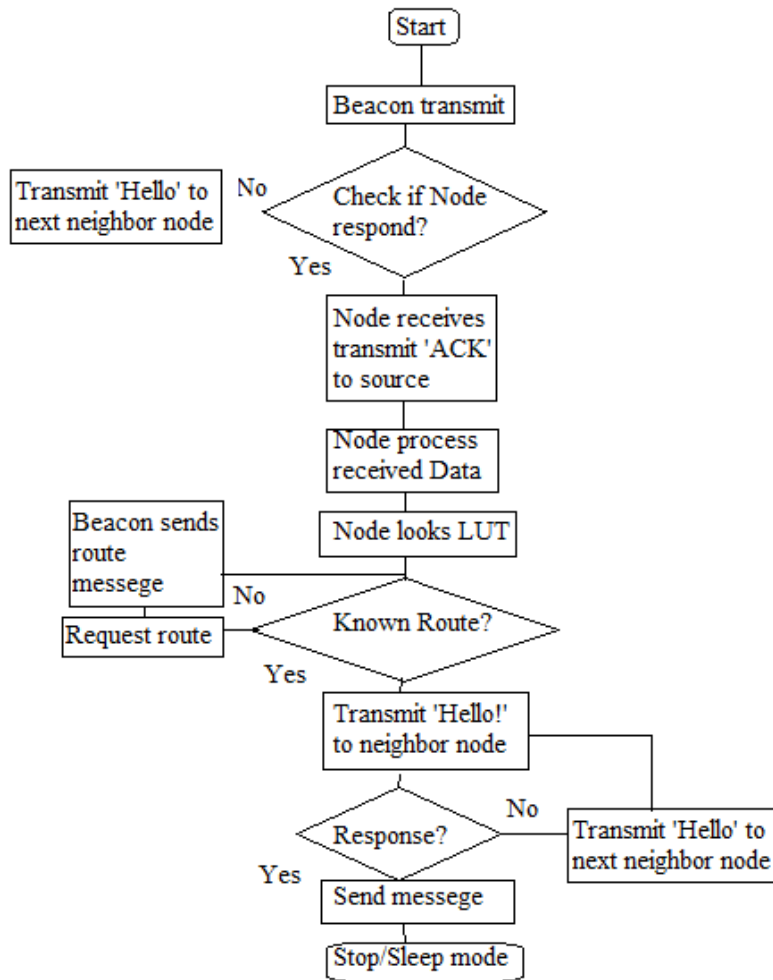 Start
Beacon transmit
Transmit 'Hello' to
next neighbor node
No
Check if Node
respond?
Yes
Node receives
transmit 'ACK'
to source
Node process
received Data
Node looks LUT
Beacon sends
route
messege
No
Request route
Known Route?
Yes
Transmit 'Hello!'
to neighbor node
Response?
No
Transmit 'Hello' to
next neighbor node
Yes
Send messege
Stop/Sleep mode